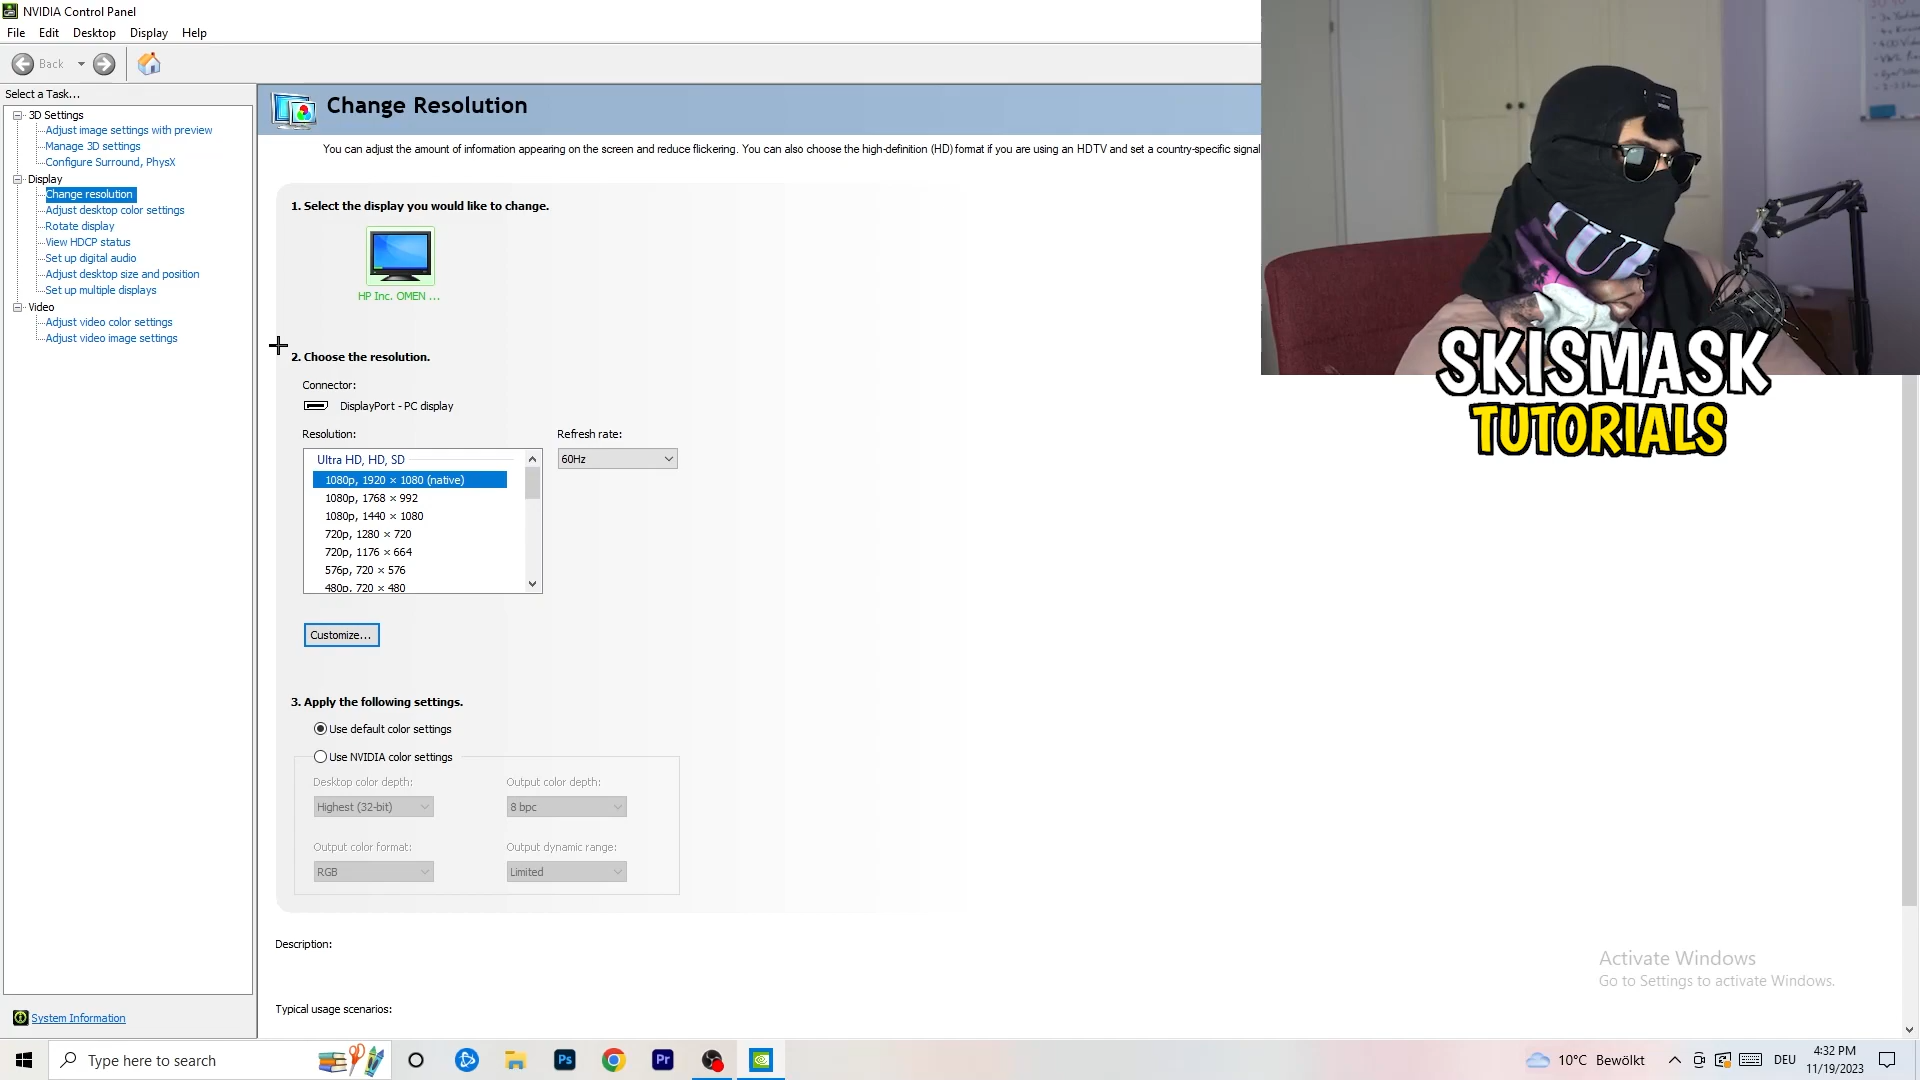 NVIDIA Control Panel
File Edit Desktop Display Help
Back
Select a Task...
3D Settings
Adjust image settings with preview
Manage 3D settings
Configure Surround, PhysX
Display
Change resolution
Adjust desktop color settings
Rotate display
View HDCP status
Set up digital audio
Adjust desktop size and position
Set up multiple displays
Video
Adjust video color settings
Adjust video image settings
System Information
Change Resolution
You can adjust the amount of information appearing on the screen and reduce flickering. You can also choose the high-definition (HD) format if you are using an HDTV and set a country-specific signal
1. Select the display you would like to change.
HP Inc. OMEN ...
2. Choose the resolution.
Connector:
DisplayPort - PC display
Resolution:
Refresh rate:
Ultra HD, HD, SD
60Hz
1080p, 1920 × 1080 (native)
1080p, 1768 × 992
1080p, 1440 × 1080
720p, 1280 × 720
720p, 1176 × 664
576p, 720 × 576
480p, 720 × 480
Customize...
3. Apply the following settings.
Use default color settings
Use NVIDIA color settings
Desktop color depth:
Output color depth:
Highest (32-bit)
8 bpc
Output color format:
Output dynamic range:
RGB
Limited
Description:
Typical usage scenarios:
SKISMASK
TUTORIALS
Activate Windows
Go to Settings to activate Windows.
Type here to search
Ps
Pr
10°C Bewölkt
DEU
4:32 PM
11/19/2023